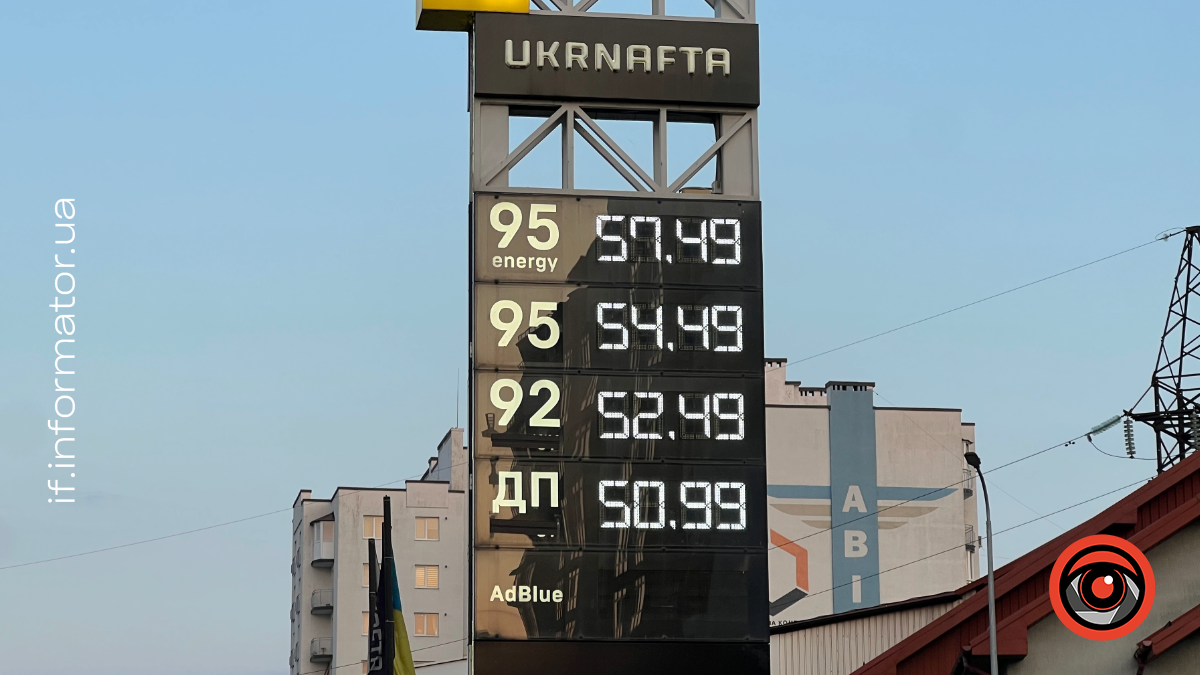 UKRNAFTA
95 57.49
energy
95 54.49
92 52.49
ДП 50.99
AdBlue
АВІ
if.informator.ua